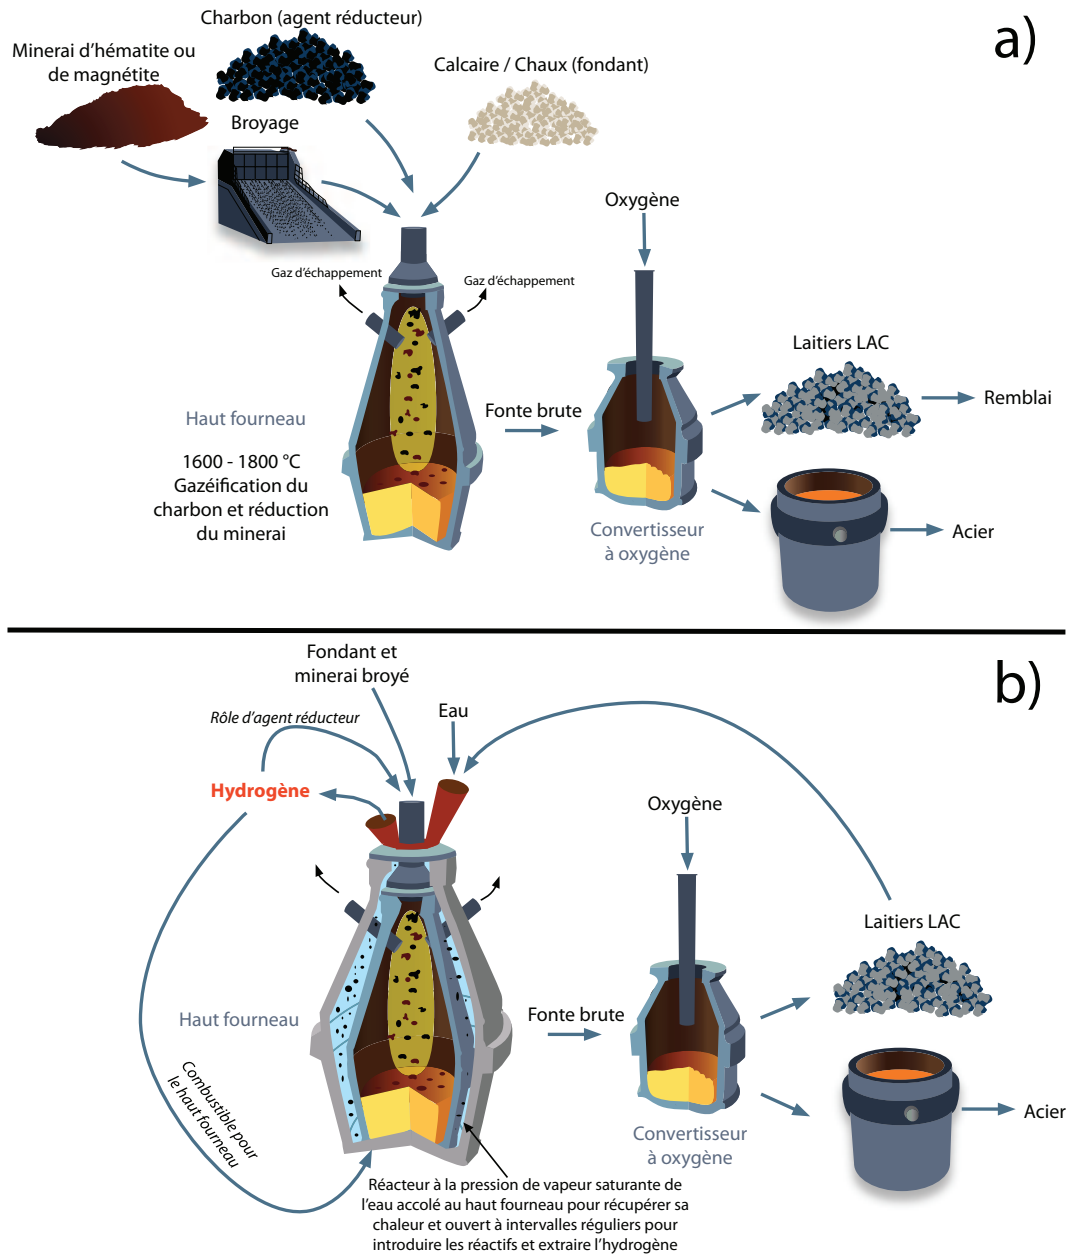 a)
Charbon (agent réducteur)
Minerai d'hématite ou
de magnétite
Calcaire / Chaux (fondant)
Broyage
Oxygène
Gaz d'échappement
Gaz d'échappement
Laitiers LAC
Remblai
Haut fourneau
Fonte brute
1600 - 1800 °C
Gazéification du
charbon et réduction
du minerai
Convertisseur
à oxygène
Acier
b)
Fondant et
minerai broyé
Rôle d'agent réducteur
Eau
Hydrogène
Oxygène
Laitiers LAC
Haut fourneau
Fonte brute
Combustible pour
le haut fourneau
Acier
Convertisseur
à oxygène
Réacteur à la pression de vapeur saturante de
l'eau accolé au haut fourneau pour récupérer sa
chaleur et ouvert à intervalles réguliers pour
introduire les réactifs et extraire l'hydrogène